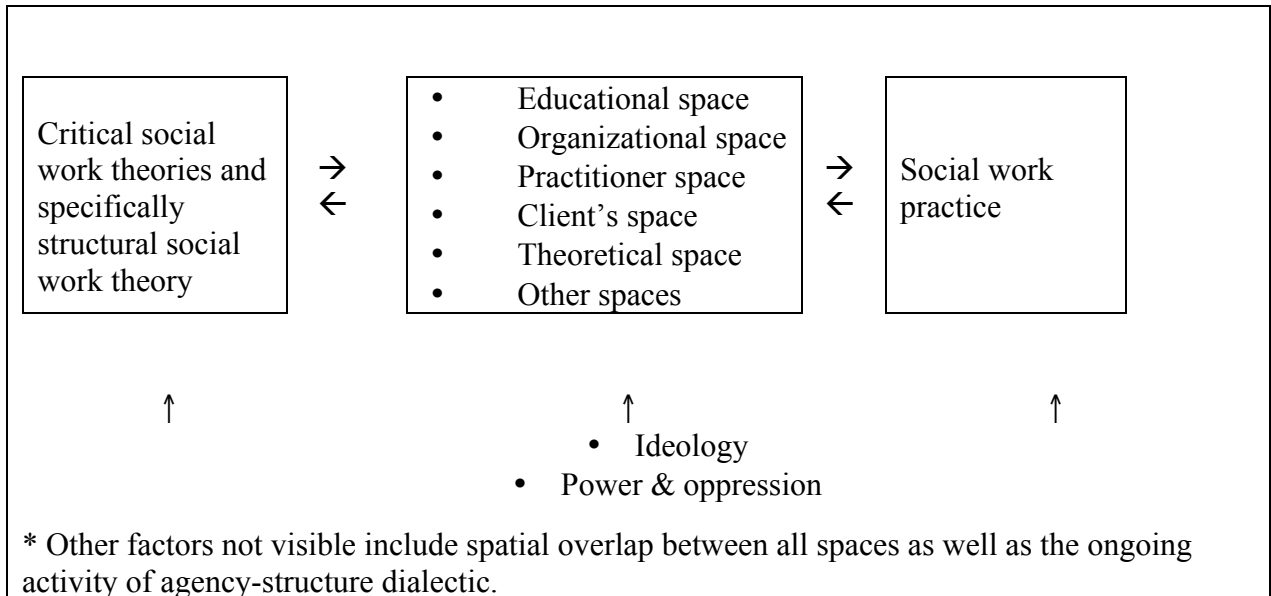 Critical social
work theories and
specifically
structural social
work theory
→
←
• Educational space
• Organizational space
• Practitioner space
• Client’s space
• Theoretical space
• Other spaces
→
←
Social work
practice
↑
↑
↑
• Ideology
• Power & oppression
* Other factors not visible include spatial overlap between all spaces as well as the ongoing
activity of agency-structure dialectic.